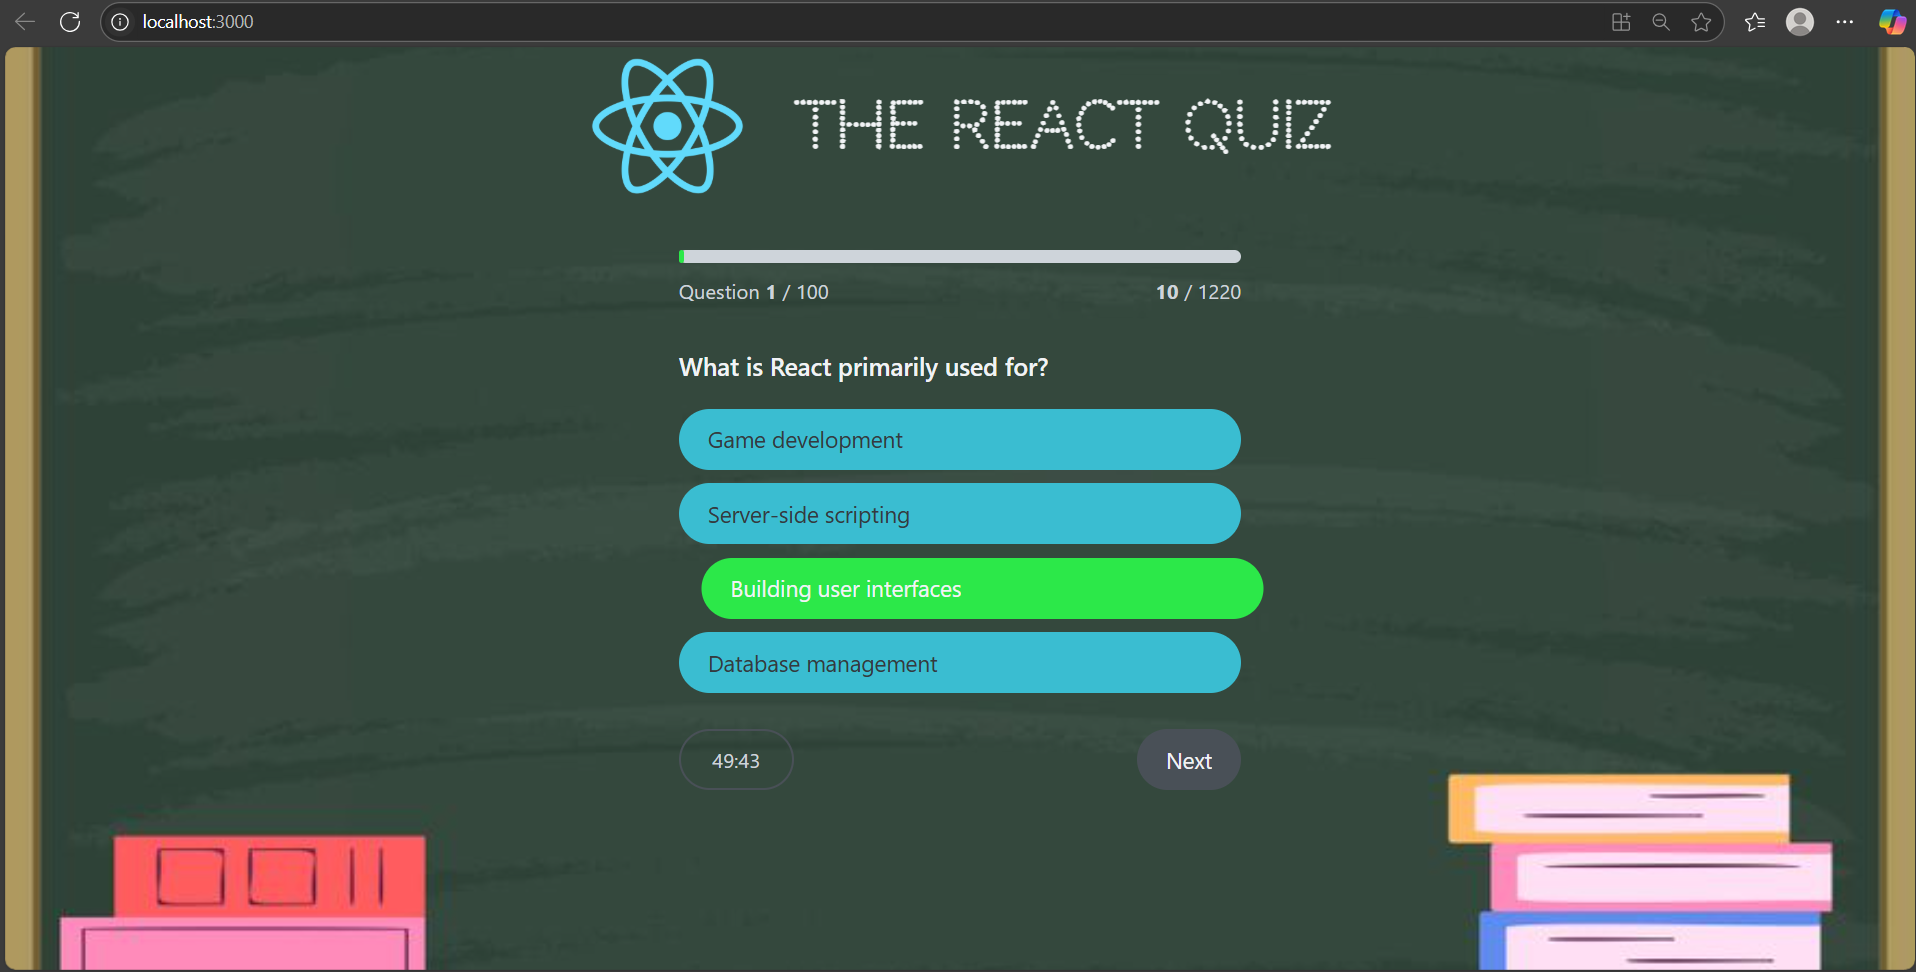 localhost:3000
THE REACT QUIZ
Question 1 / 100
10 / 1220
What is React primarily used for?
Game development
Server-side scripting
Building user interfaces
Database management
49:43
Next